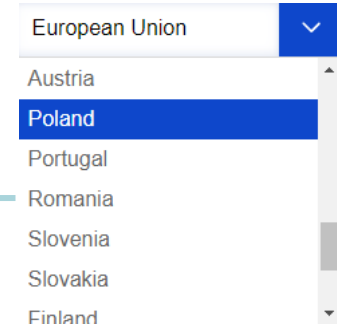 European Union
Austria
Poland
Portugal
Romania
Slovenia
Slovakia
Finland